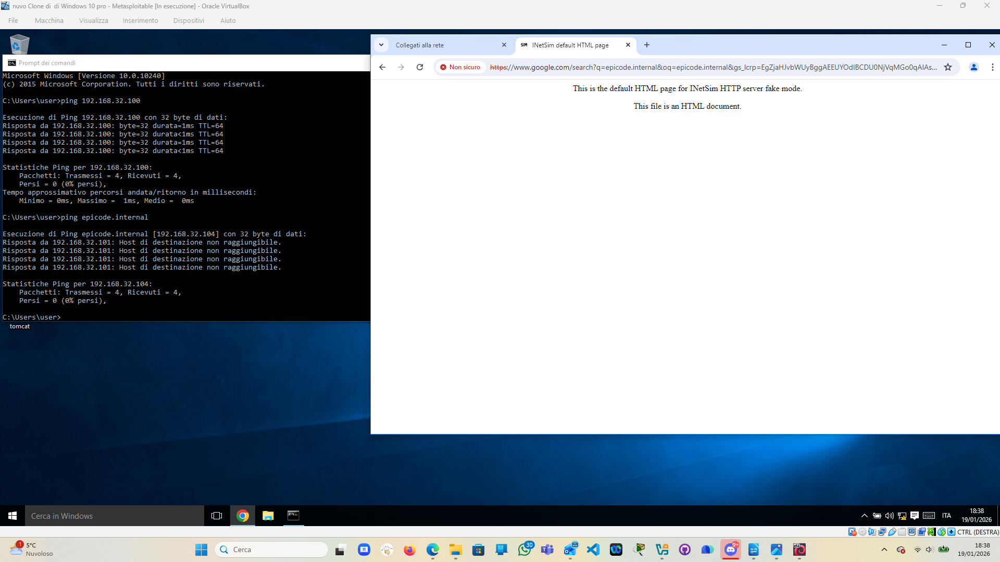 nuvo Clone di  di Windows 10 pro - Metasploitable [In esecuzione] - Oracle VirtualBox
File Macchina Visualizza Inserimento Dispositivi Aiuto
Prompt dei comandi
Microsoft Windows [Versione 10.0.10240]
(c) 2015 Microsoft Corporation. Tutti i diritti sono riservati.
C:\Users\user>ping 192.168.32.100
Esecuzione di Ping 192.168.32.100 con 32 byte di dati:
Risposta da 192.168.32.100: byte=32 durata=1ms TTL=64
Risposta da 192.168.32.100: byte=32 durata<1ms TTL=64
Risposta da 192.168.32.100: byte=32 durata=1ms TTL=64
Risposta da 192.168.32.100: byte=32 durata<1ms TTL=64
Statistiche Ping per 192.168.32.100:
    Pacchetti: Trasmessi = 4, Ricevuti = 4,
    Persi = 0 (0% persi),
Tempo approssimativo percorsi andata/ritorno in millisecondi:
    Minimo = 0ms, Massimo =  1ms, Medio =  0ms
C:\Users\user>ping epicode.internal
Esecuzione di Ping epicode.internal [192.168.32.104] con 32 byte di dati:
Risposta da 192.168.32.101: Host di destinazione non raggiungibile.
Risposta da 192.168.32.101: Host di destinazione non raggiungibile.
Risposta da 192.168.32.101: Host di destinazione non raggiungibile.
Risposta da 192.168.32.101: Host di destinazione non raggiungibile.
Statistiche Ping per 192.168.32.104:
    Pacchetti: Trasmessi = 4, Ricevuti = 4,
    Persi = 0 (0% persi),
C:\Users\user>
tomcat
Collegati alla rete
SIM INetSim default HTML page
Non sicuro https://www.google.com/search?q=epicode.internal&oq=epicode.internal&gs_lcrp=EgZjaHJvbWUyBggAEEUYOdIBCDU0NjVqMGo0qAIAs...
This is the default HTML page for INetSim HTTP server fake mode.
This file is an HTML document.
Cerca in Windows
ITA
18:38
19/01/2026
CTRL (DESTRA)
1
5°C
Nuvoloso
Cerca
30
9+
18:38
19/01/2026